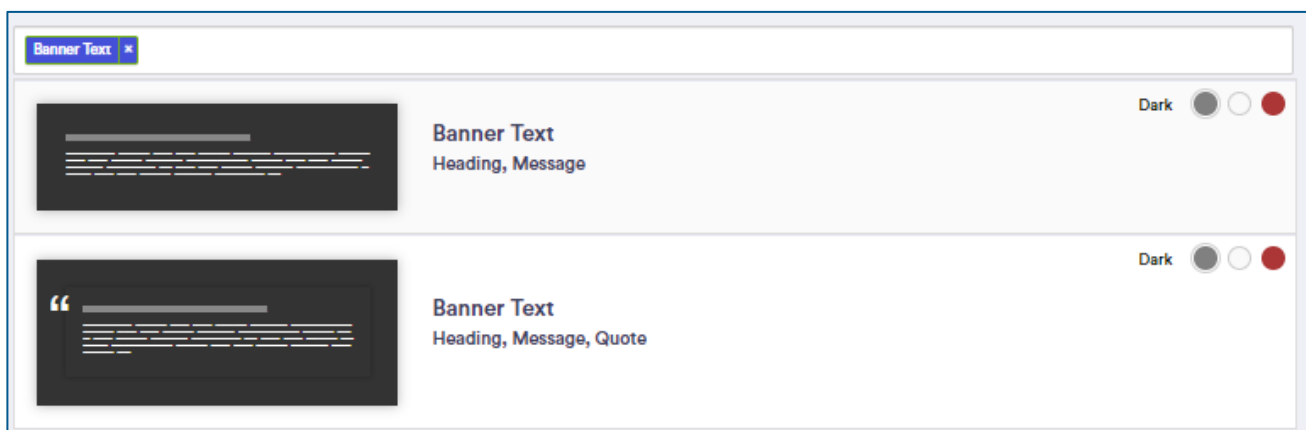 Banner Text ×
Dark
Banner Text
Heading, Message
Dark
“
Banner Text
Heading, Message, Quote